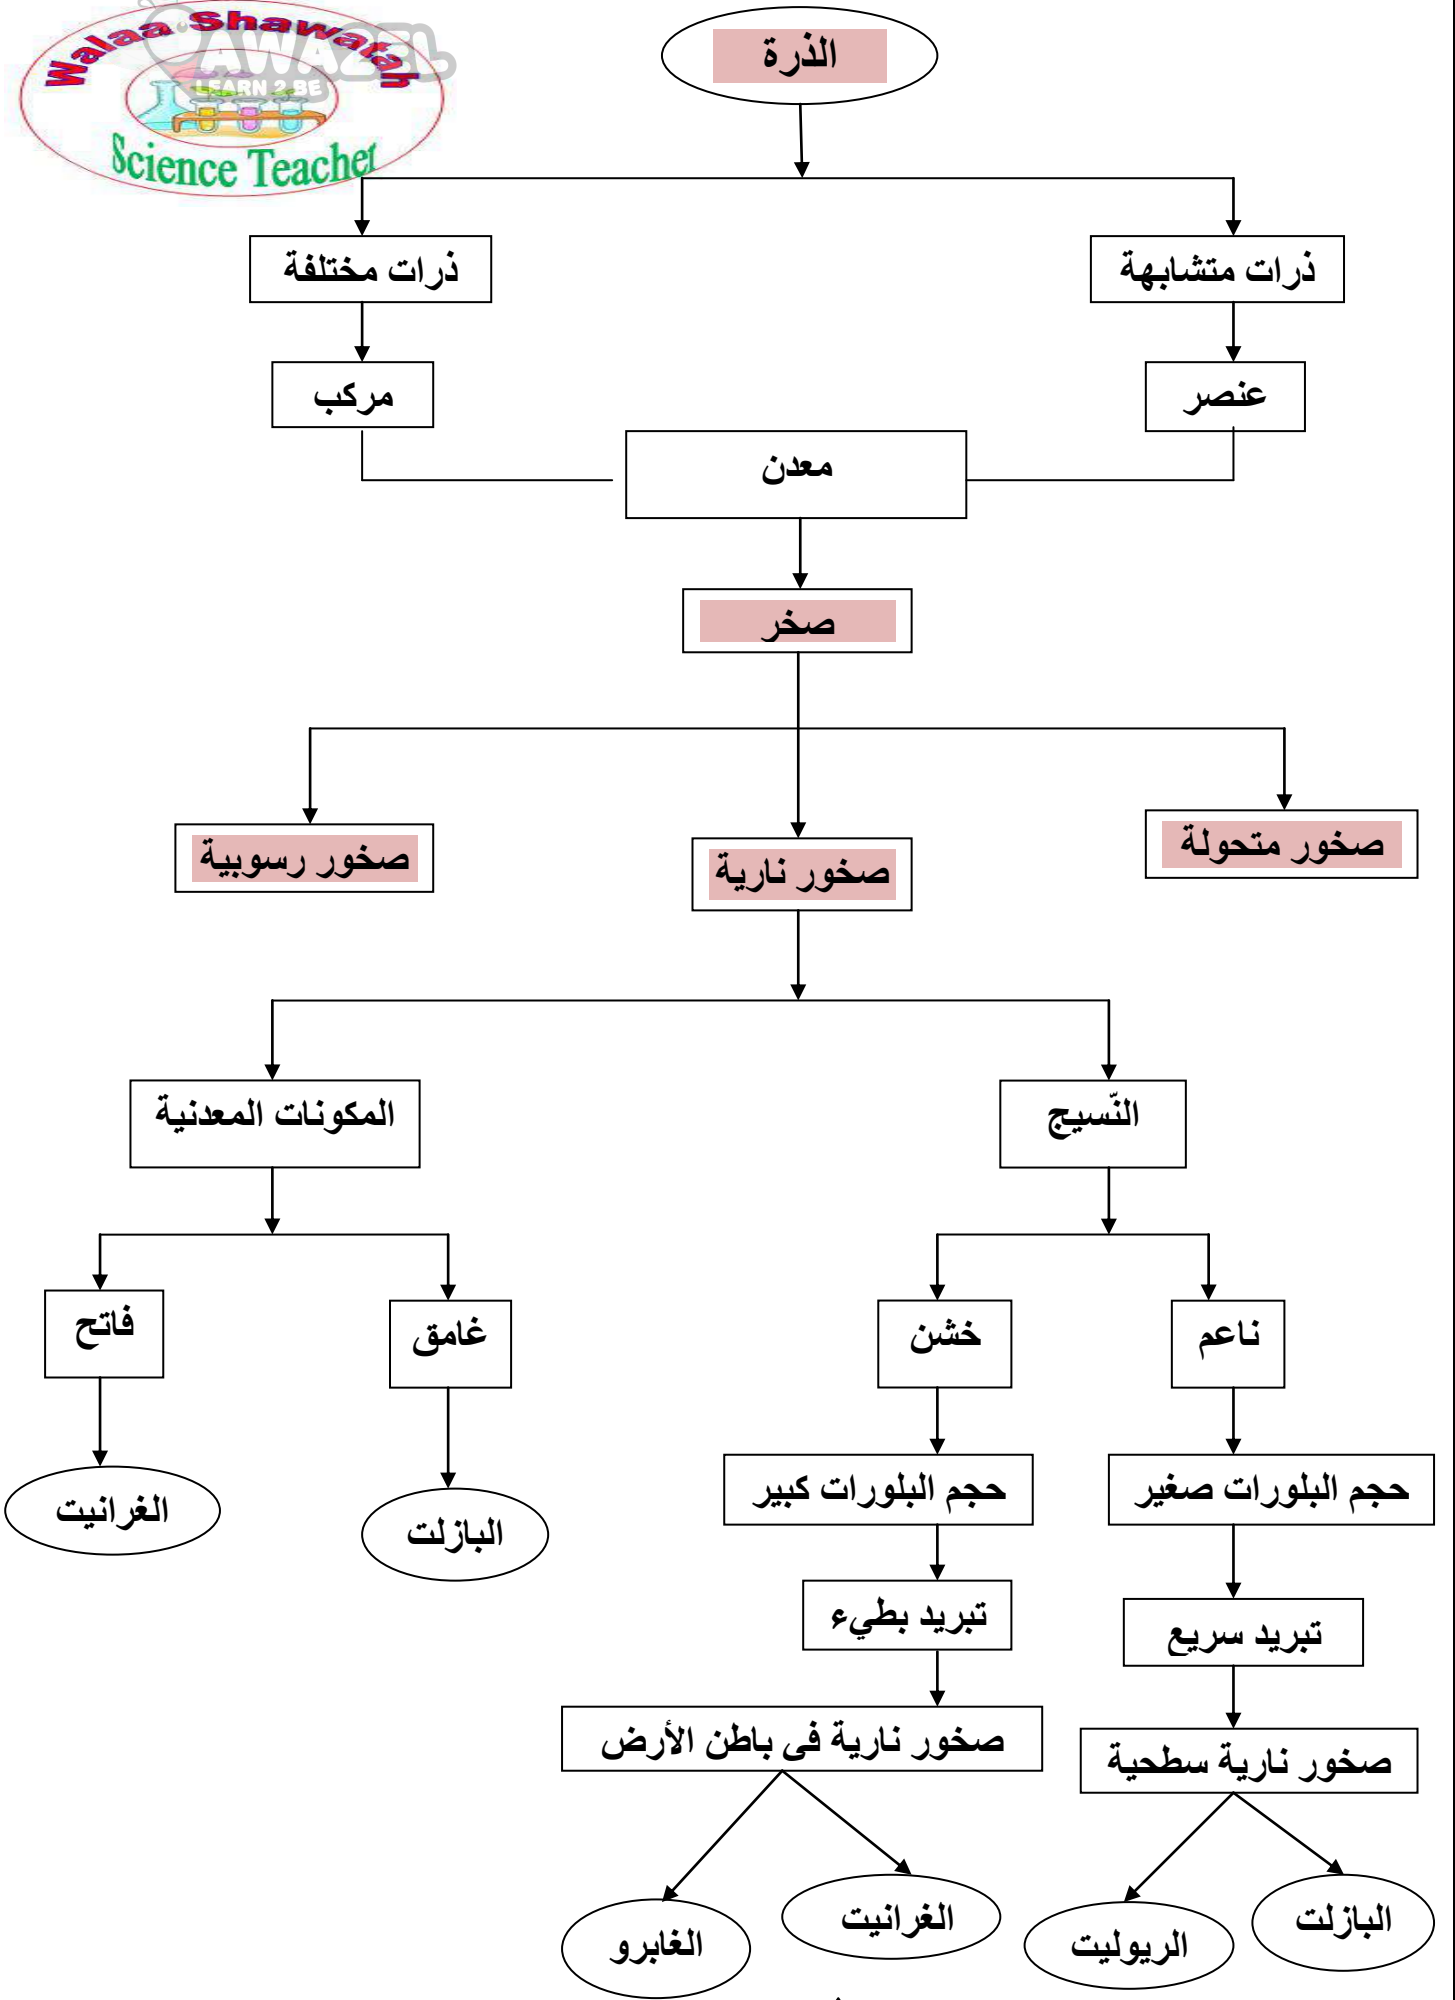 Walaa Shawatah
AWAZEL
LEARN 2 BE
Science Teacher
الذرة
ذرات متشابهة
ذرات مختلفة
عنصر
مركب
معدن
صخر
صخور متحولة
صخور نارية
صخور رسوبية
النّسيج
المكونات المعدنية
ناعم
خشن
غامق
فاتح
حجم البلورات صغير
حجم البلورات كبير
البازلت
الغرانيت
تبريد سريع
تبريد بطيء
صخور نارية سطحية
صخور نارية فى باطن الأرض
البازلت
الريوليت
الغرانيت
الغابرو